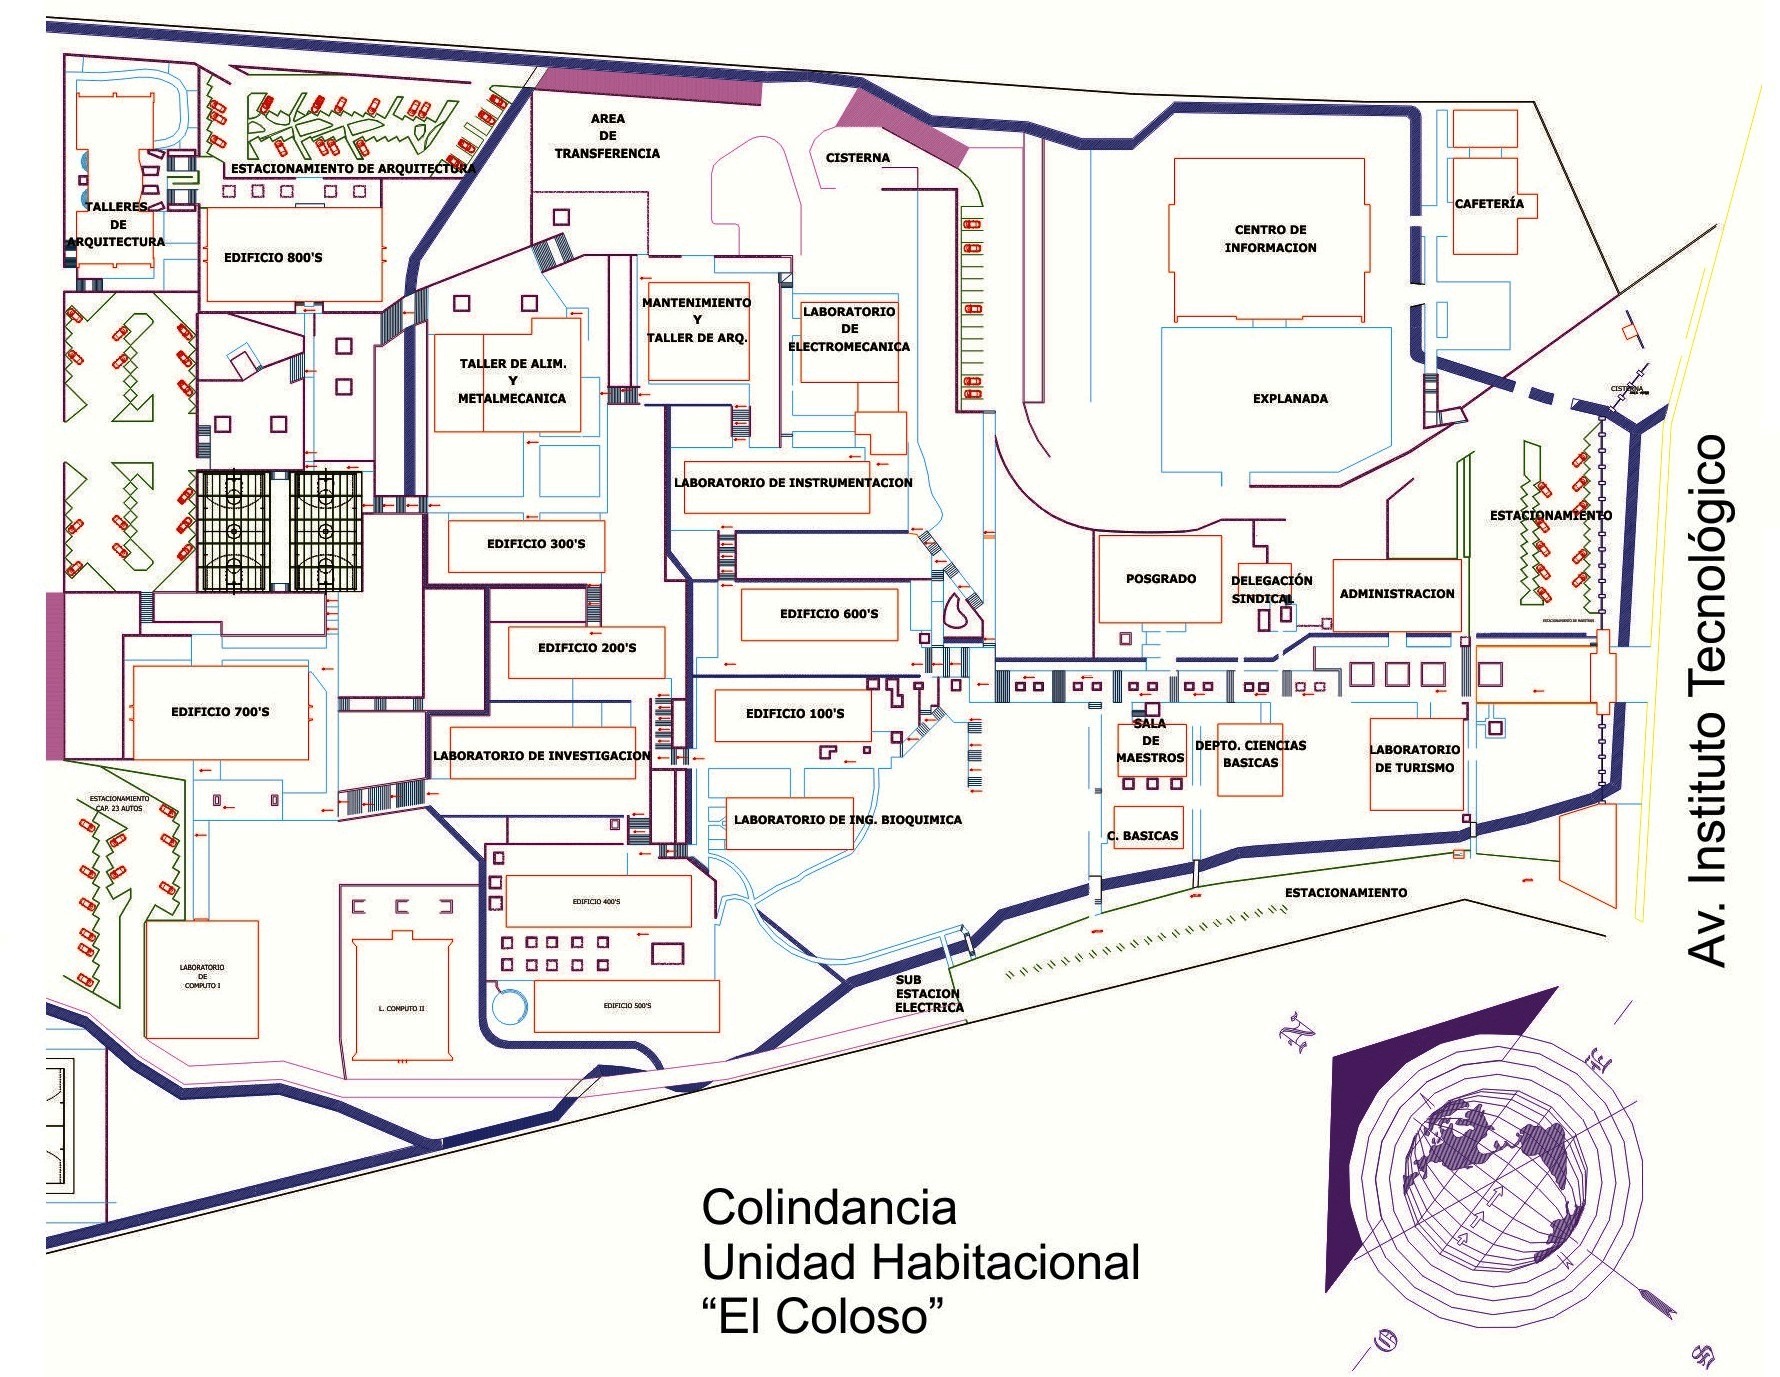 AREA
DE
TRANSFERENCIA
CISTERNA
ESTACIONAMIENTO DE ARQUITECTURA
TALLERES
DE
ARQUITECTURA
EDIFICIO 800'S
CENTRO DE
INFORMACION
CAFETERÍA
MANTENIMIENTO
Y
TALLER DE ARQ.
LABORATORIO
DE
ELECTROMECANICA
TALLER DE ALIM.
Y
METALMECANICA
EXPLANADA
CISTERNA
LABORATORIO DE INSTRUMENTACION
ESTACIONAMIENTO
EDIFICIO 300'S
POSGRADO
DELEGACIÓN
SINDICAL
ADMINISTRACION
EDIFICIO 600'S
ESTACIONAMIENTO DE MAESTROS
EDIFICIO 200'S
EDIFICIO 700'S
EDIFICIO 100'S
LABORATORIO DE INVESTIGACION
SALA
DE
MAESTROS
DEPTO. CIENCIAS
BASICAS
LABORATORIO
DE TURISMO
ESTACIONAMIENTO
CAP. 23 AUTOS
LABORATORIO DE ING. BIOQUIMICA
C. BASICAS
ESTACIONAMIENTO
EDIFICIO 400'S
LABORATORIO
DE
COMPUTO I
L. COMPUTO II
EDIFICIO 500'S
SUB
ESTACION
ELECTRICA
Av. Instituto Tecnológico
N
E
O
S
Colindancia
Unidad Habitacional
“El Coloso”